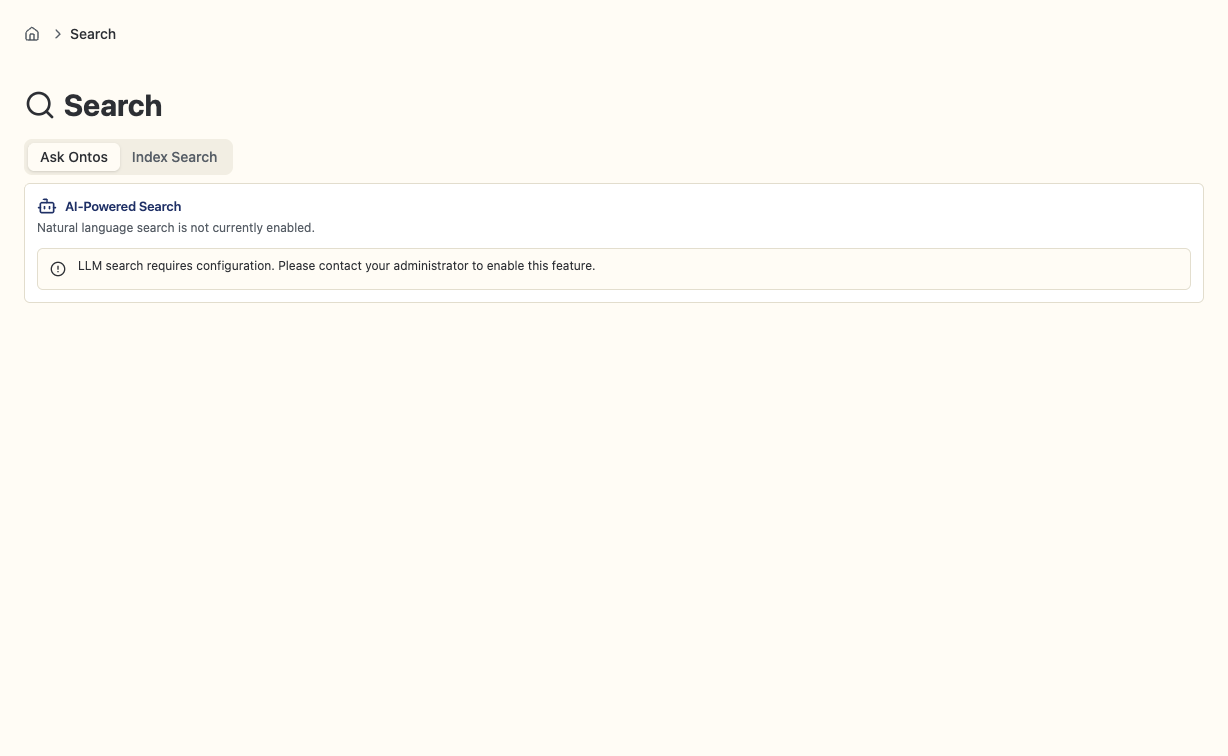 Search
Search
Ask Ontos
Index Search
AI-Powered Search
Natural language search is not currently enabled.
LLM search requires configuration. Please contact your administrator to enable this feature.